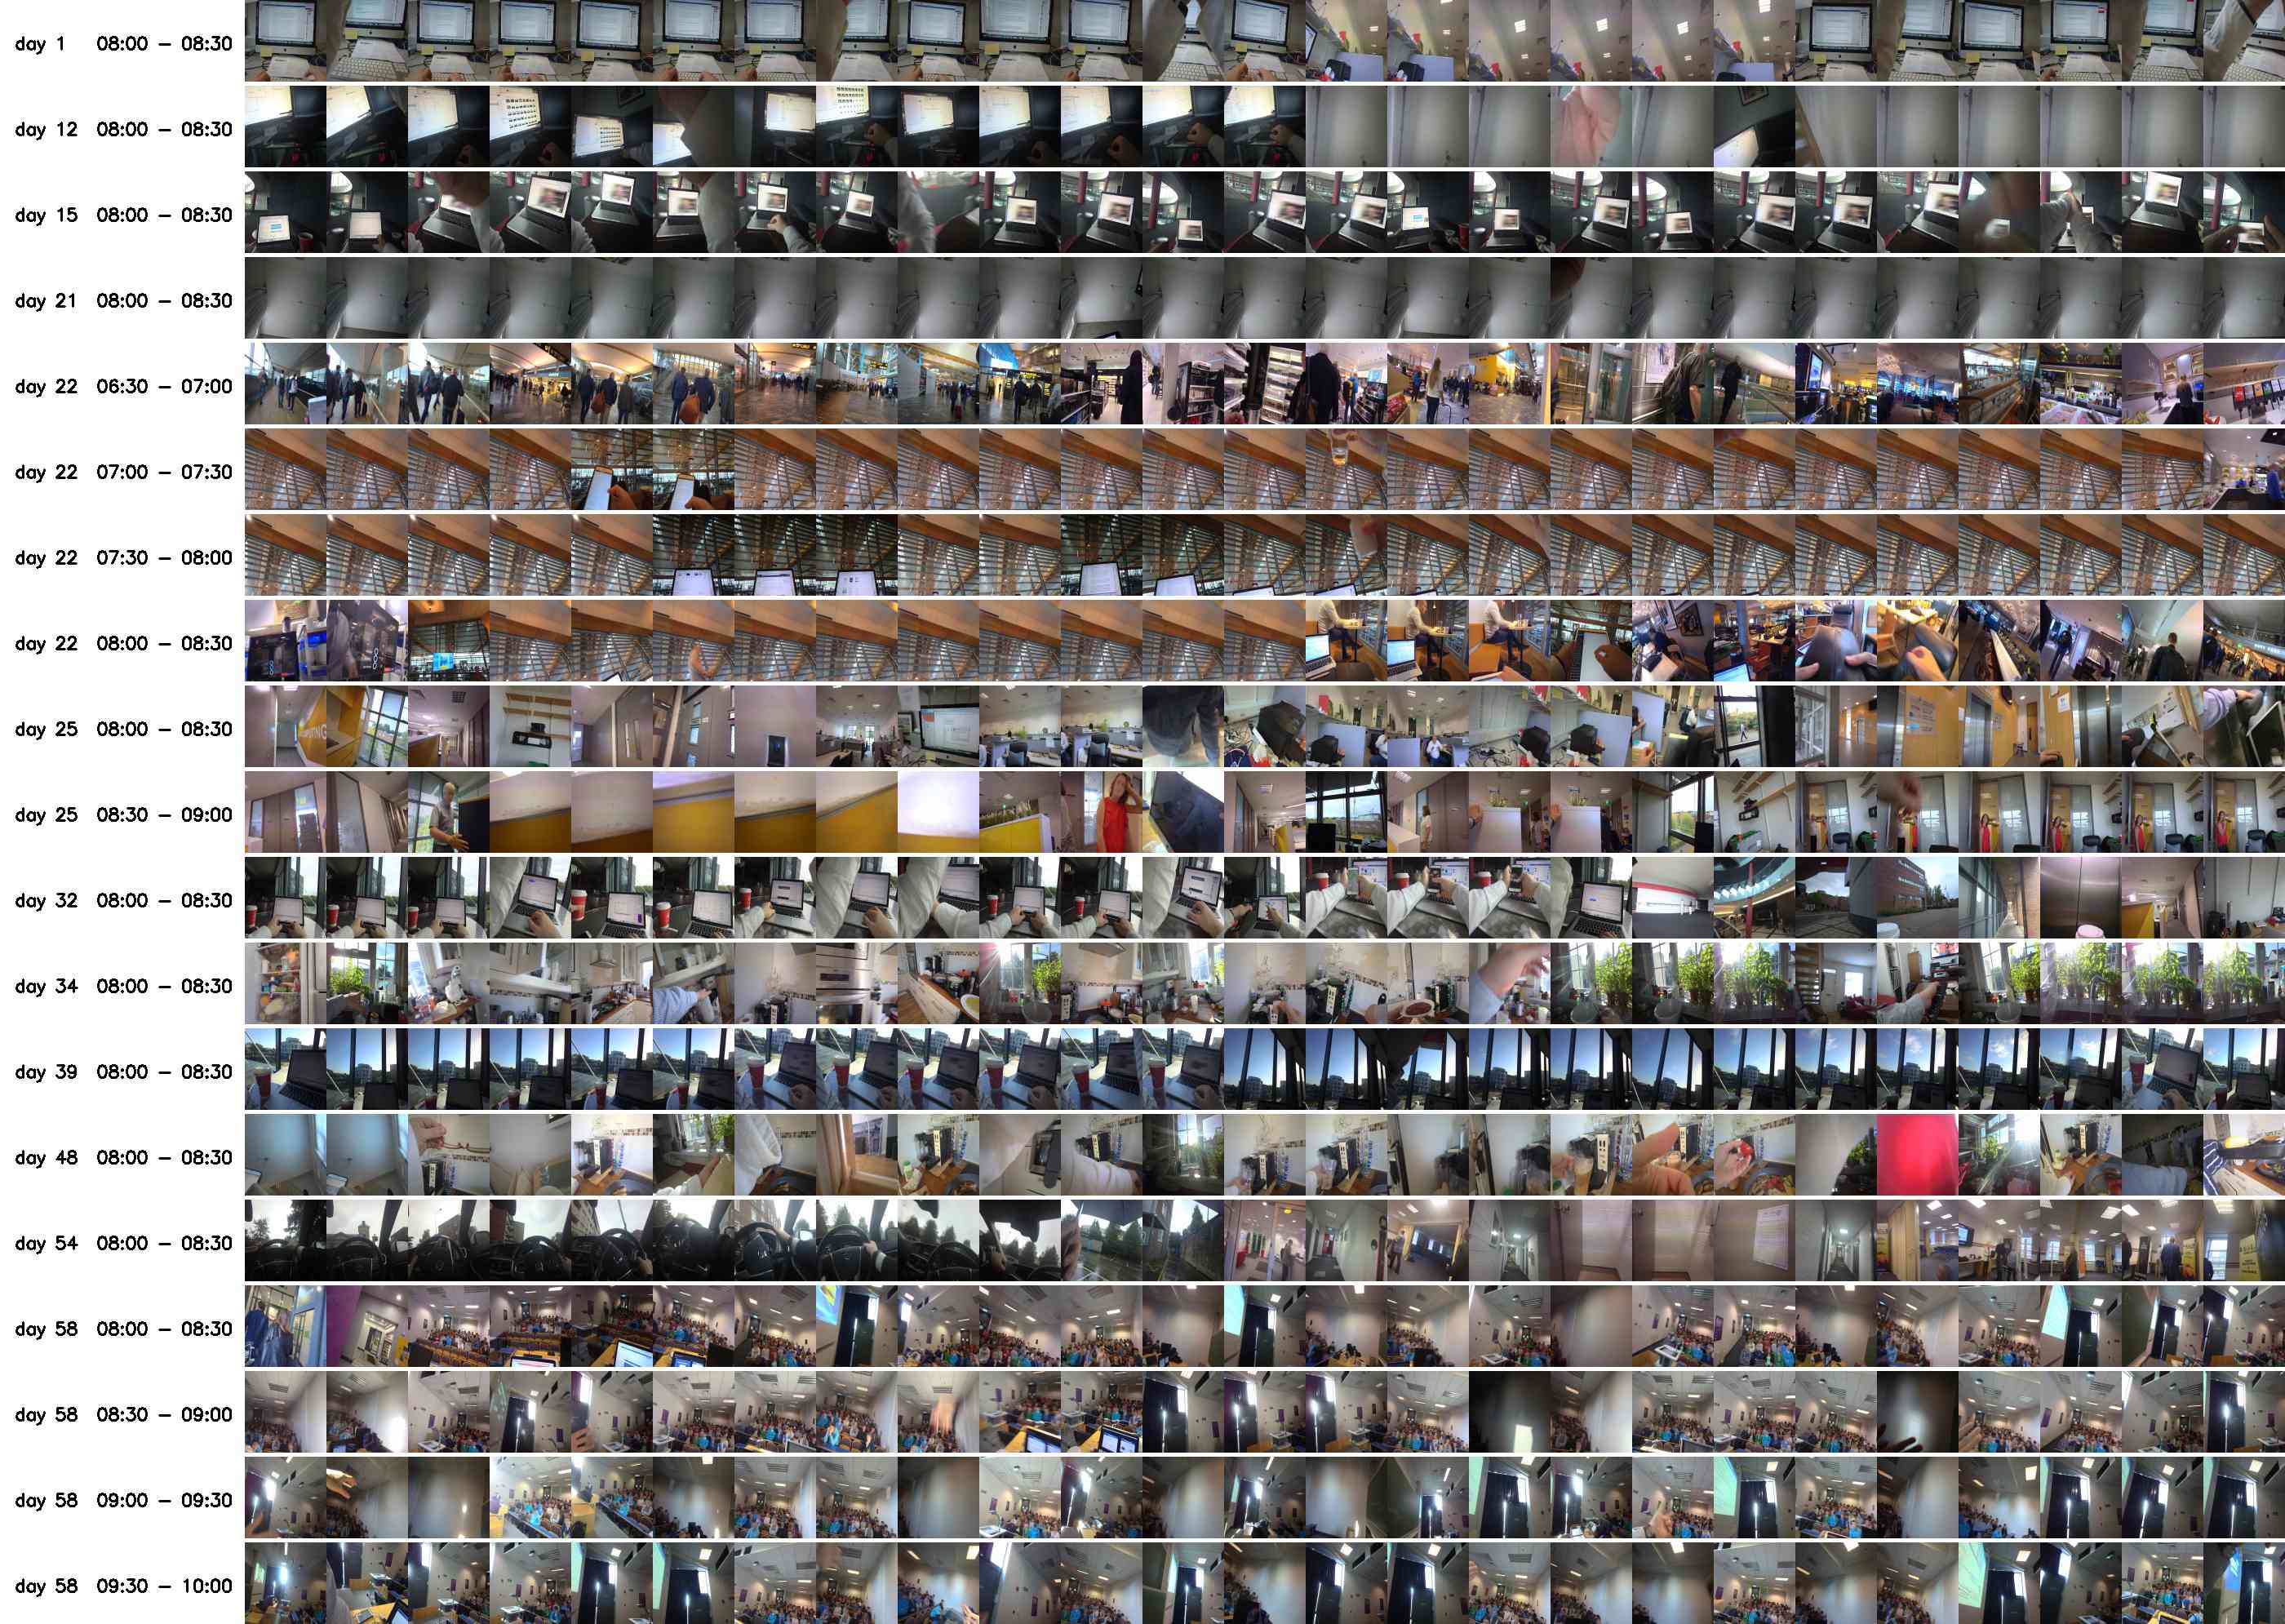 day 1 08:00 - 08:30
day 12 08:00 - 08:30
day 15 08:00 - 08:30
day 21 08:00 - 08:30
day 22 06:30 - 07:00
day 22 07:00 - 07:30
day 22 07:30 - 08:00
day 22 08:00 - 08:30
day 25 08:00 - 08:30
day 25 08:30 - 09:00
day 32 08:00 - 08:30
day 34 08:00 - 08:30
day 39 08:00 - 08:30
day 48 08:00 - 08:30
day 54 08:00 - 08:30
day 58 08:00 - 08:30
day 58 08:30 - 09:00
day 58 09:00 - 09:30
day 58 09:30 - 10:00